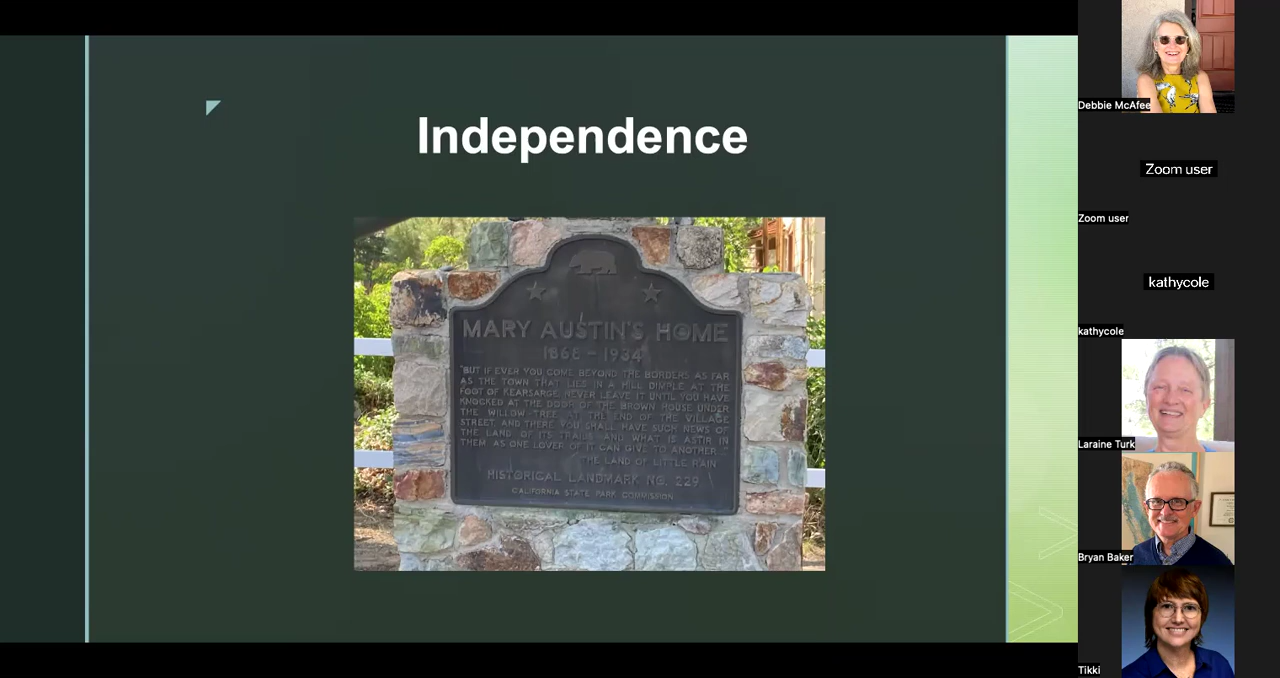 Independence
MARY AUSTIN'S HOME
1868 - 1934
"BUT IF EVER YOU COME BEYOND THE BORDERS AS FAR
AS THE TOWN THAT LIES IN A HILL DIMPLE AT THE
FOOT OF KEARSARGE NEVER LEAVE IT UNTIL YOU HAVE
KNOCKED AT THE DOOR OF THE BROWN HOUSE UNDER
THE WILLOW-TREE AT THE END OF THE VILLAGE
STREET, AND THERE YOU SHALL HAVE SUCH NEWS OF
THE LAND, OF ITS TRAILS AND WHAT IS ASTIR IN
THEM, AS ONE LOVER OF IT CAN GIVE TO ANOTHER..."
"THE LAND OF LITTLE RAIN
HISTORICAL LANDMARK NO. 229
CALIFORNIA STATE PARK COMMISSION
Debbie McAfee
Zoom user
Zoom user
kathycole
kathycole
Laraine Turk
Bryan Baker
Tikki